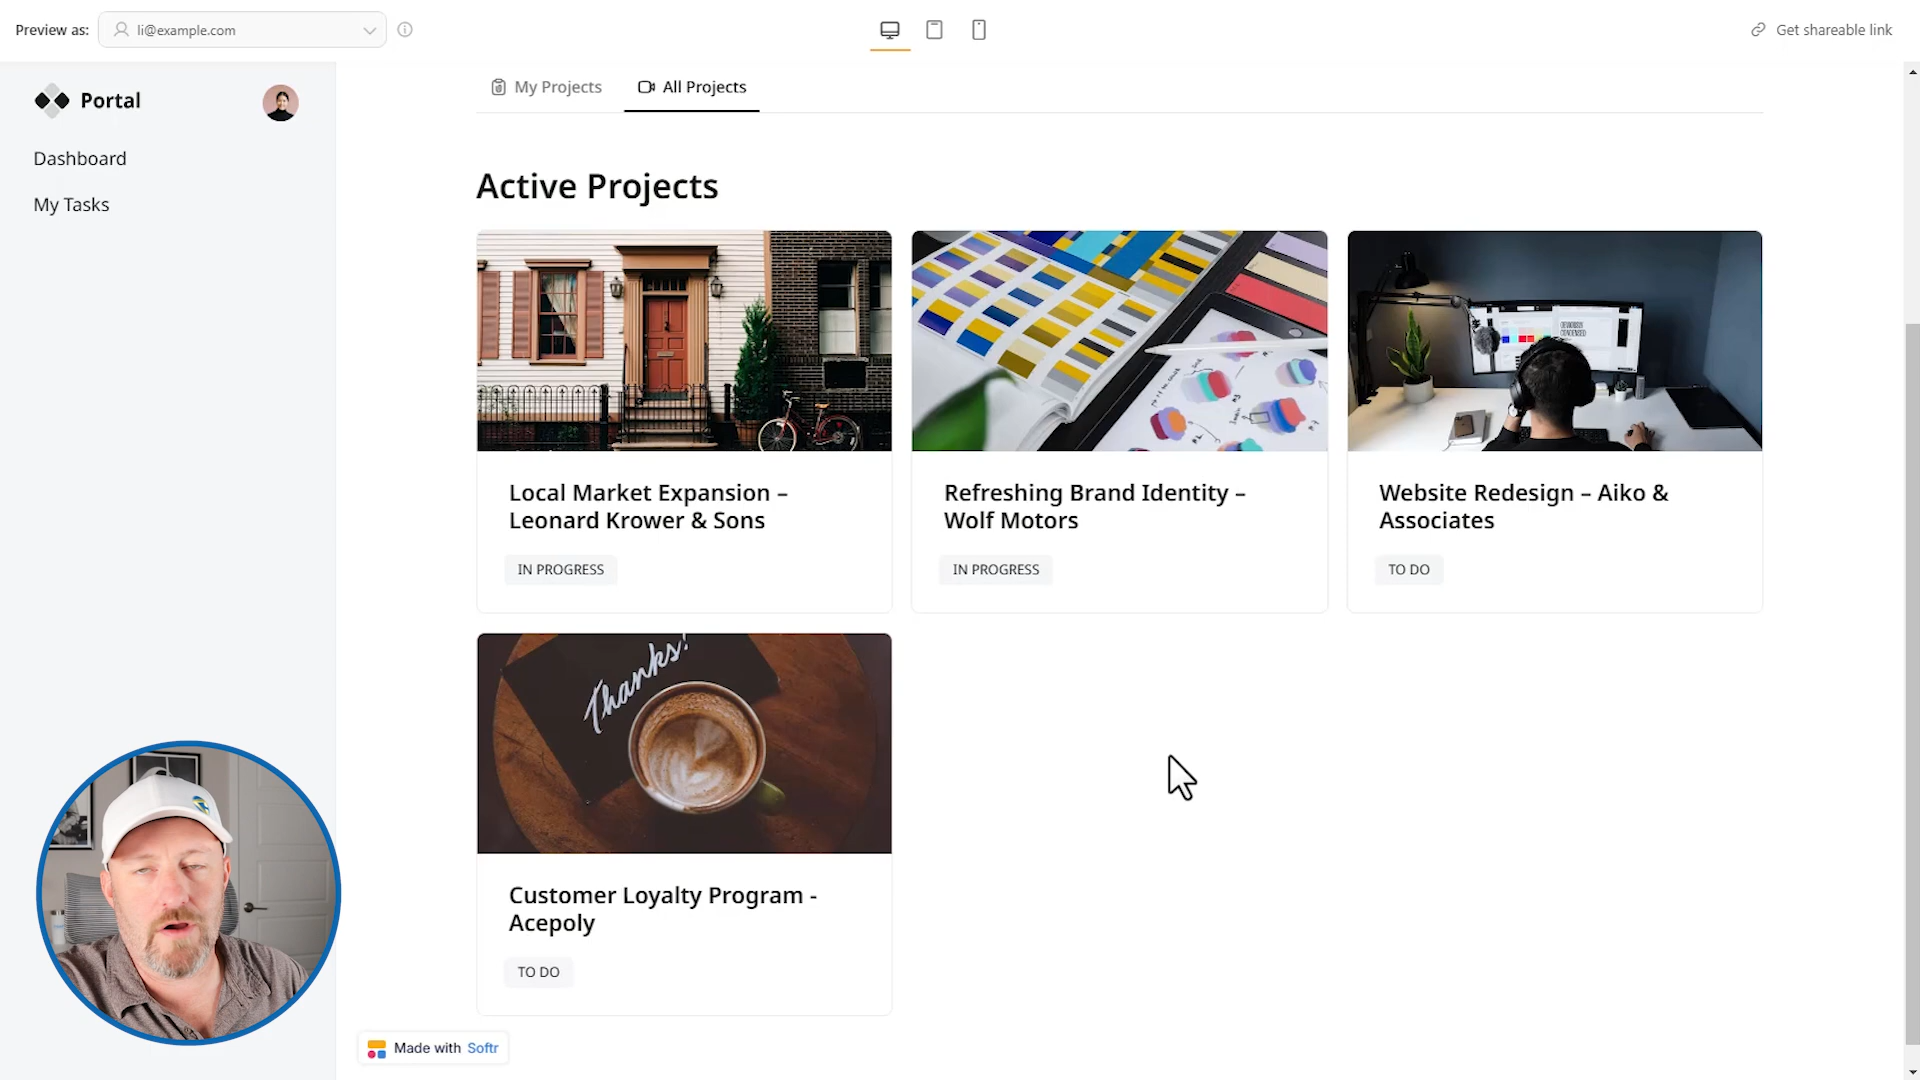 Preview as:
li@example.com
Get shareable link
Portal
Dashboard
My Tasks
My Projects
All Projects
Active Projects
Local Market Expansion –
Leonard Krower & Sons
IN PROGRESS
Refreshing Brand Identity –
Wolf Motors
IN PROGRESS
Website Redesign – Aiko &
Associates
TO DO
Thanks!
Customer Loyalty Program -
Acepoly
TO DO
Made with Softr